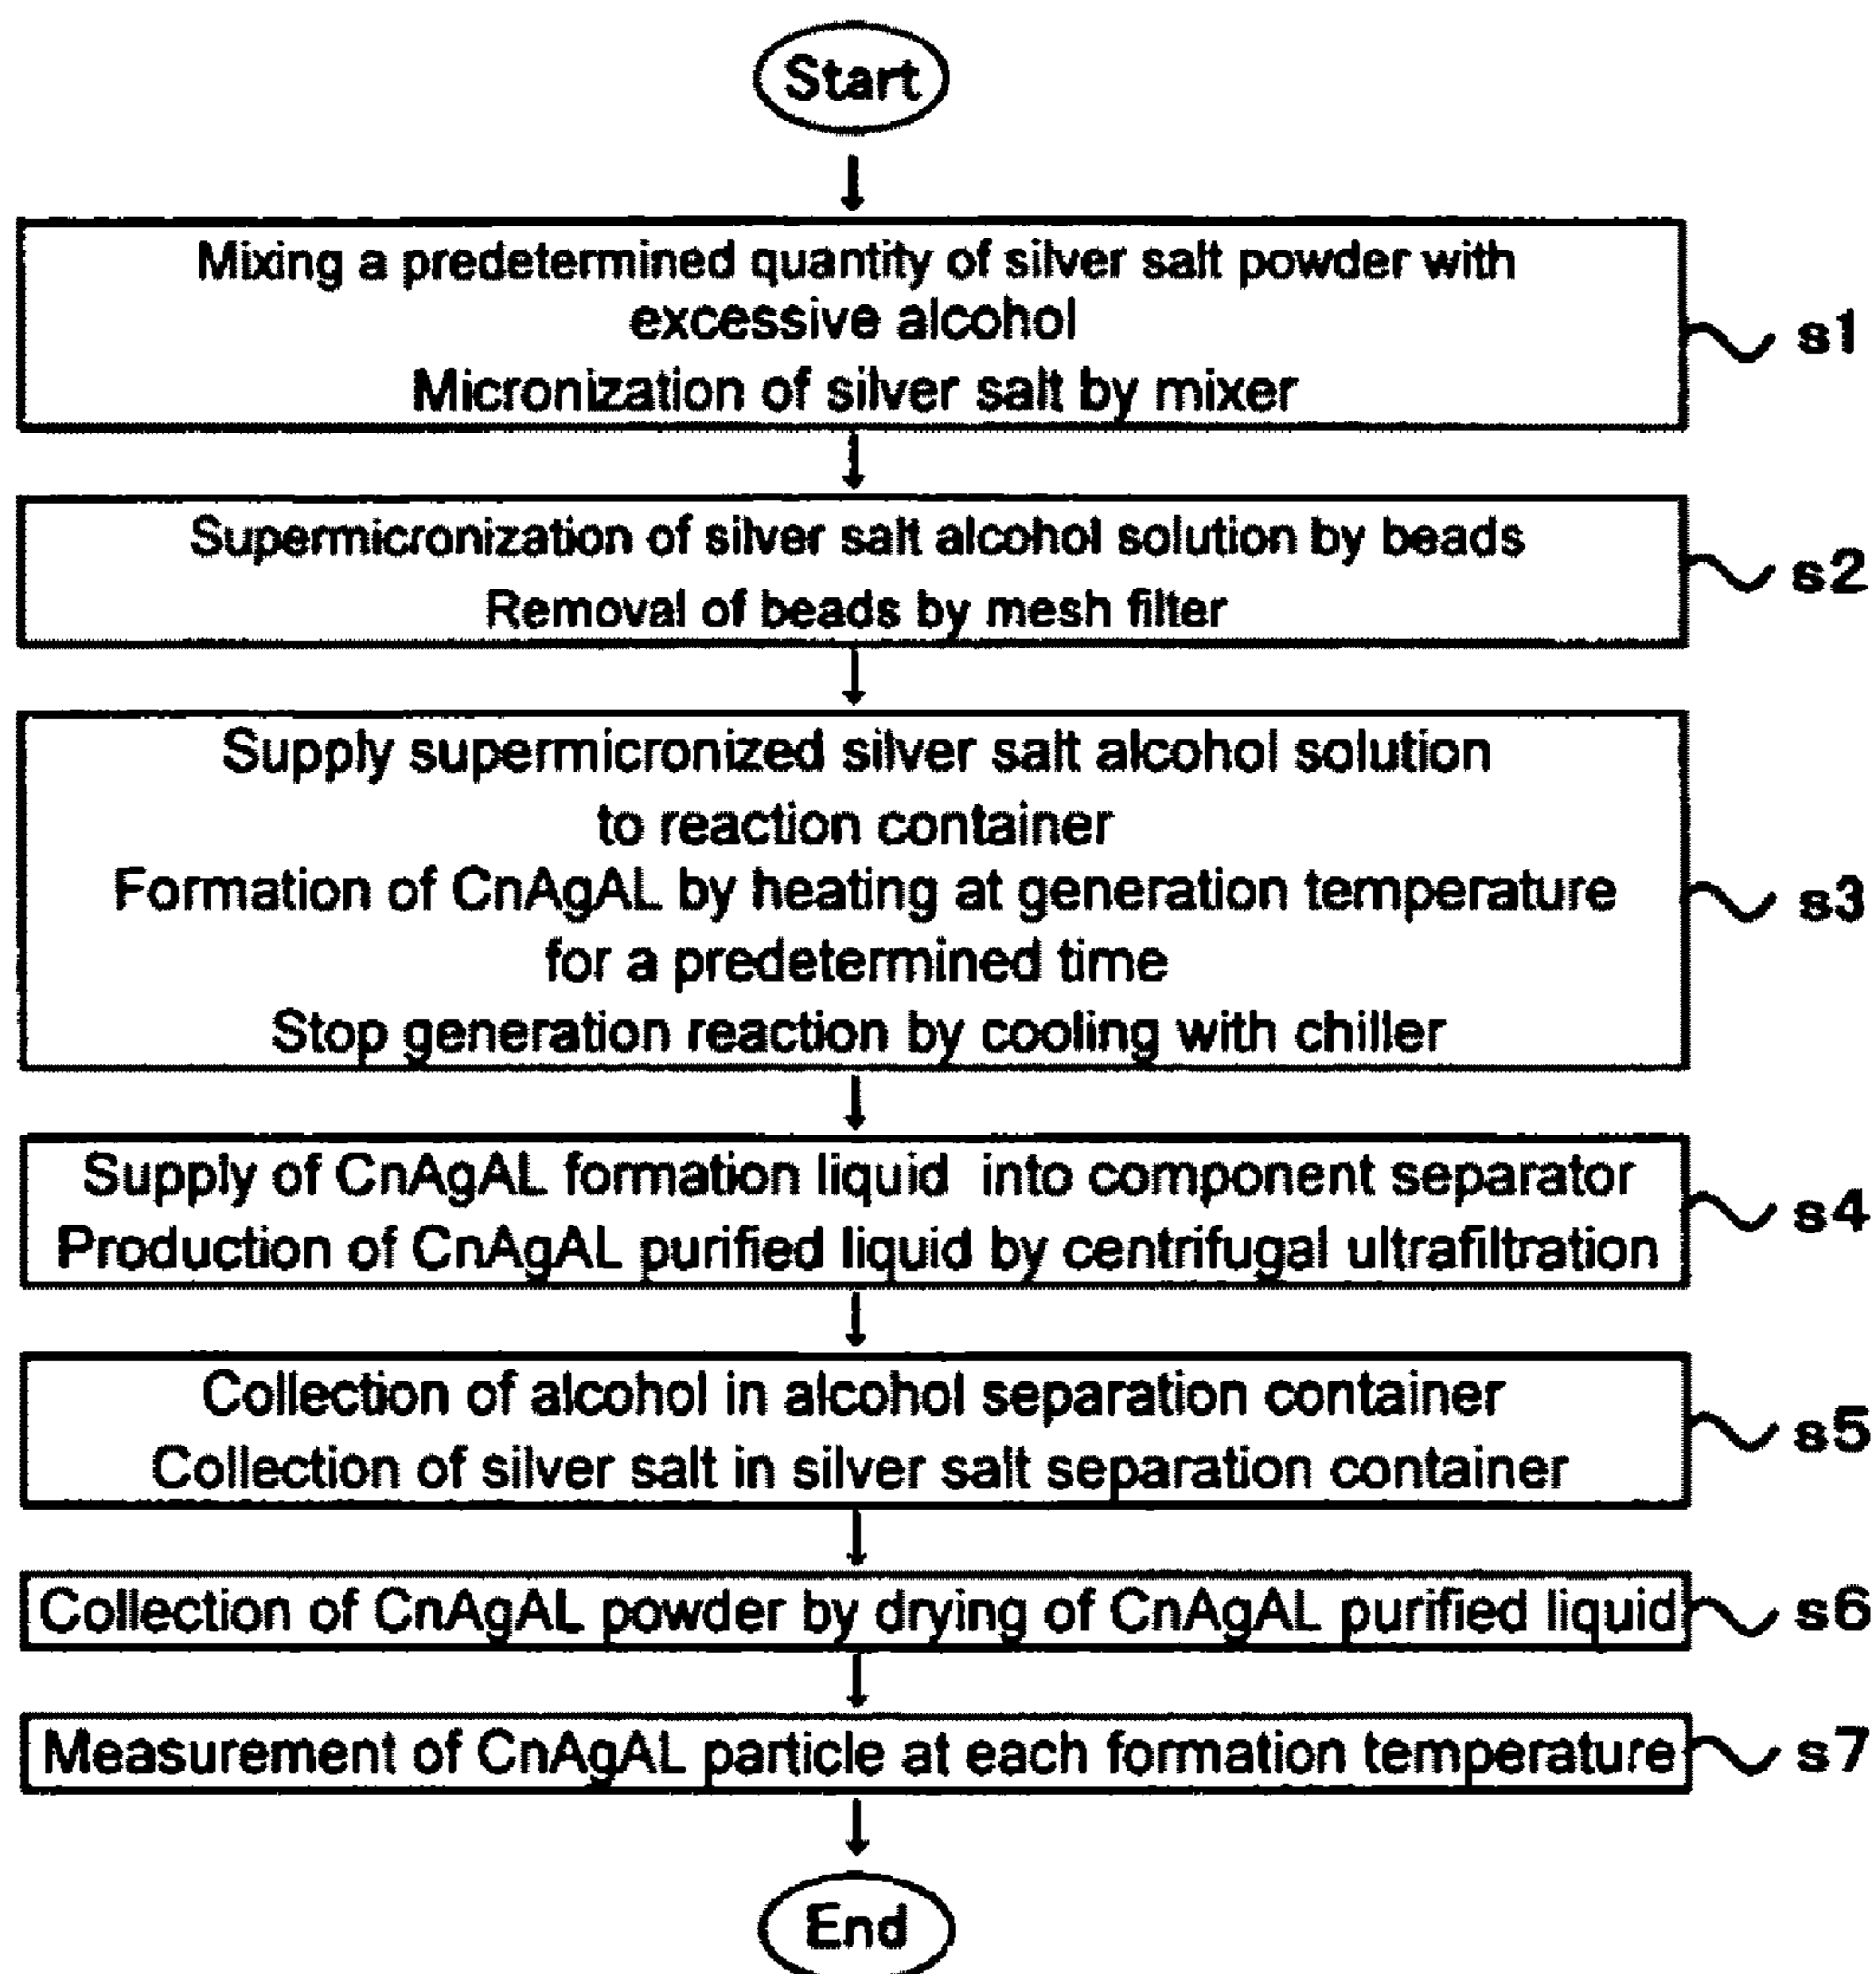 Start
Mixing a predetermined quantity of silver salt powder with
excessive alcohol
Micronization of silver salt by mixer
s1
Supermicronization of silver salt alcohol solution by beads
Removal of beads by mesh filter
s2
Supply supermicronized silver salt alcohol solution
to reaction container
Formation of CnAgAL by heating at generation temperature
for a predetermined time
Stop generation reaction by cooling with chiller
s3
Supply of CnAgAL formation liquid into component separator
Production of CnAgAL purified liquid by centrifugal ultrafiltration
s4
Collection of alcohol in alcohol separation container
Collection of silver salt in silver salt separation container
s5
Collection of CnAgAL powder by drying of CnAgAL purified liquid
s6
Measurement of CnAgAL particle at each formation temperature
s7
End